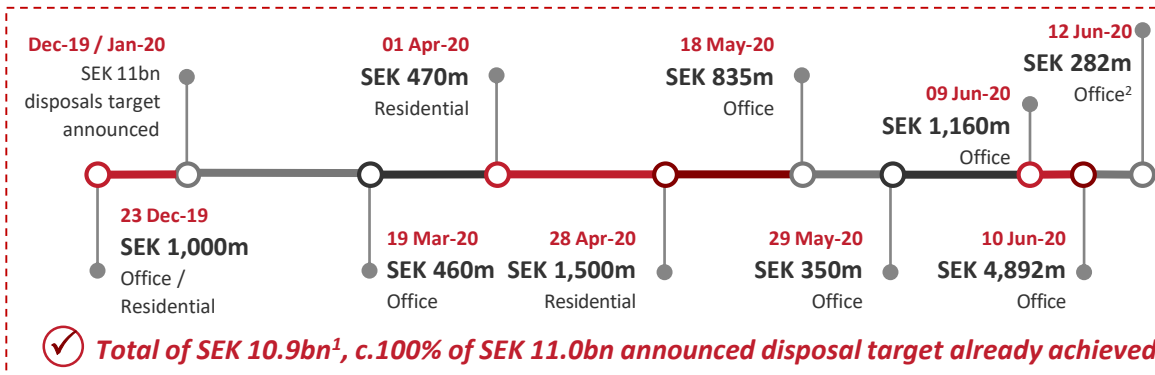 Dec-19 / Jan-20
SEK 11bn
disposals target
announced
01 Apr-20
SEK 470m
Residential
18 May-20
SEK 835m
Office
09 Jun-20
SEK 1,160m
Office
12 Jun-20
SEK 282m
Office²
23 Dec-19
SEK 1,000m
Office /
Residential
19 Mar-20
SEK 460m
Office
28 Apr-20
SEK 1,500m
Residential
29 May-20
SEK 350m
Office
10 Jun-20
SEK 4,892m
Office
Total of SEK 10.9bn¹, c.100% of SEK 11.0bn announced disposal target already achieved